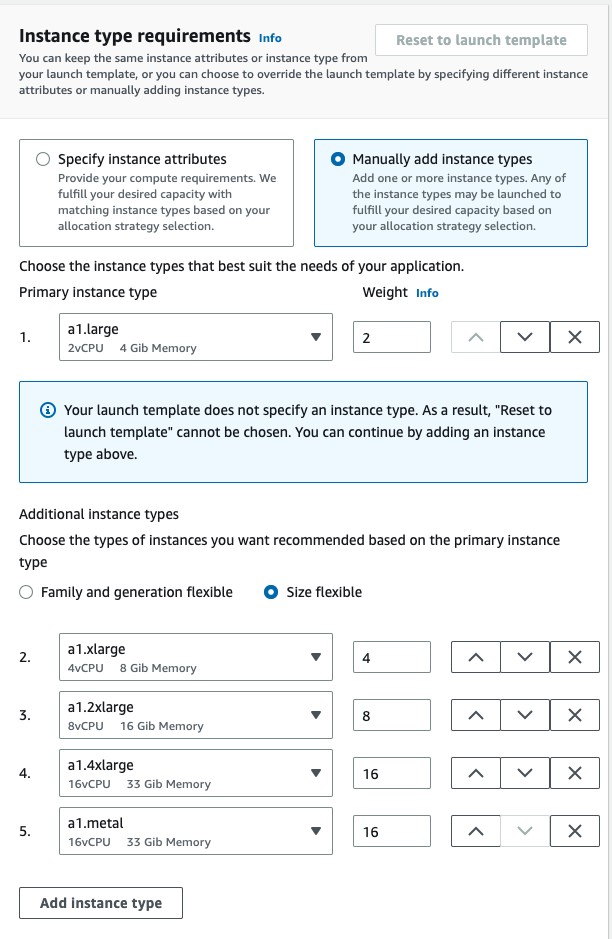 Instance type requirements Info
Reset to launch template
You can keep the same instance attributes or instance type from
your launch template, or you can choose to override the launch template by specifying different instance
attributes or manually adding instance types.
Specify instance attributes
Provide your compute requirements. We
fulfill your desired capacity with
matching instance types based on your
allocation strategy selection.
Manually add instance types
Add one or more instance types. Any of
the instance types may be launched to
fulfill your desired capacity based on
your allocation strategy selection.
Choose the instance types that best suit the needs of your application.
Primary instance type Weight Info
1. a1.large 2
2vCPU 4 Gib Memory
Your launch template does not specify an instance type. As a result, "Reset to
launch template" cannot be chosen. You can continue by adding an instance
type above.
Additional instance types
Choose the types of instances you want recommended based on the primary instance
type
Family and generation flexible Size flexible
2. a1.xlarge 4
4vCPU 8 Gib Memory
3. a1.2xlarge 8
8vCPU 16 Gib Memory
4. a1.4xlarge 16
16vCPU 33 Gib Memory
5. a1.metal 16
16vCPU 33 Gib Memory
Add instance type